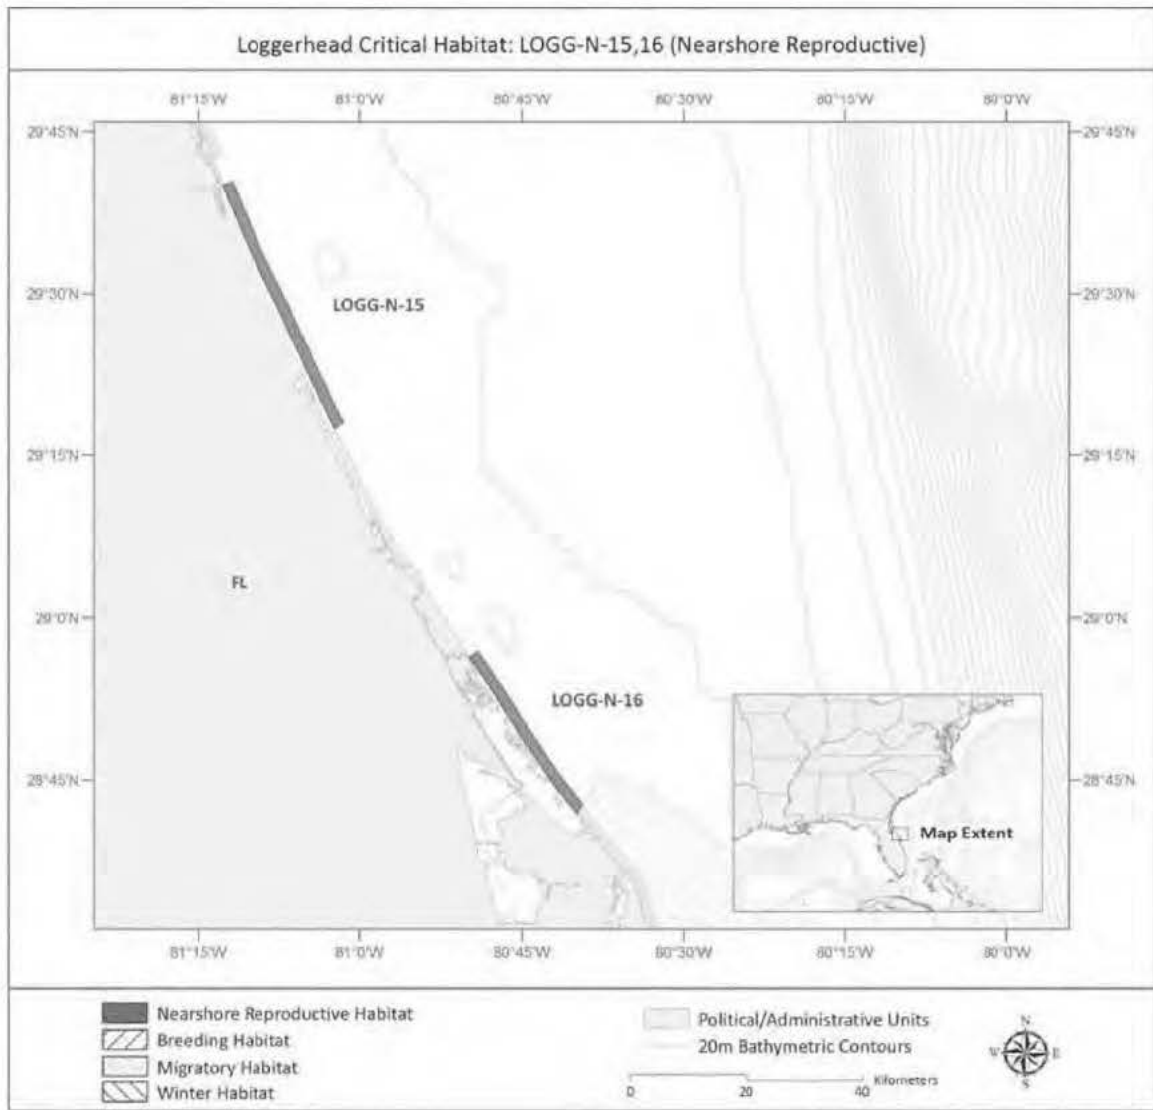 Loggerhead Critical Habitat: LOGG-N-15,16 (Nearshore Reproductive)
81°15'W 81°0'W 80°45'W 80°30'W 80°15'W 80°0'W
29°45'N 29°45'N
29°30'N 29°30'N
LOGG-N-15
29°15'N 29°15'N
FL
29°0'N 29°0'N
LOGG-N-16
28°45'N 28°45'N
Map Extent
81°15'W 81°0'W 80°45'W 80°30'W 80°15'W 80°0'W
Nearshore Reproductive Habitat
Breeding Habitat
Migratory Habitat
Winter Habitat
Political/Administrative Units
20m Bathymetric Contours
Kilometers
0 20 40
N
W E
S